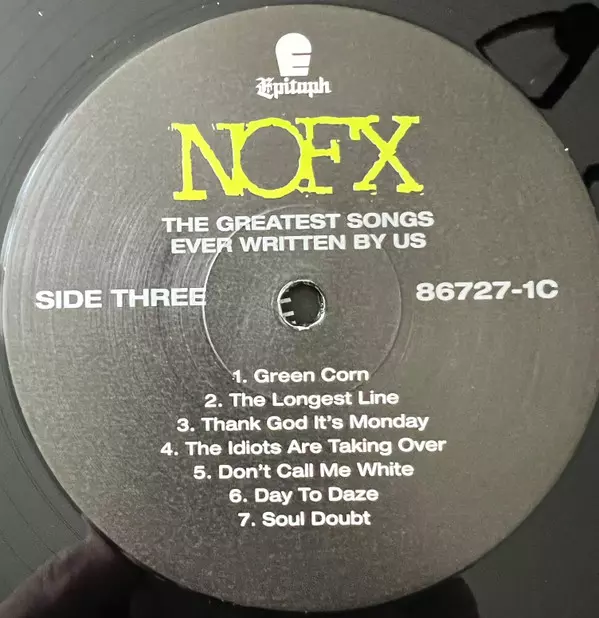 Epitaph
NOFX
THE GREATEST SONGS
EVER WRITTEN BY US
SIDE THREE
86727-1C
1. Green Corn
2. The Longest Line
3. Thank God It's Monday
4. The Idiots Are Taking Over
5. Don't Call Me White
6. Day To Daze
7. Soul Doubt